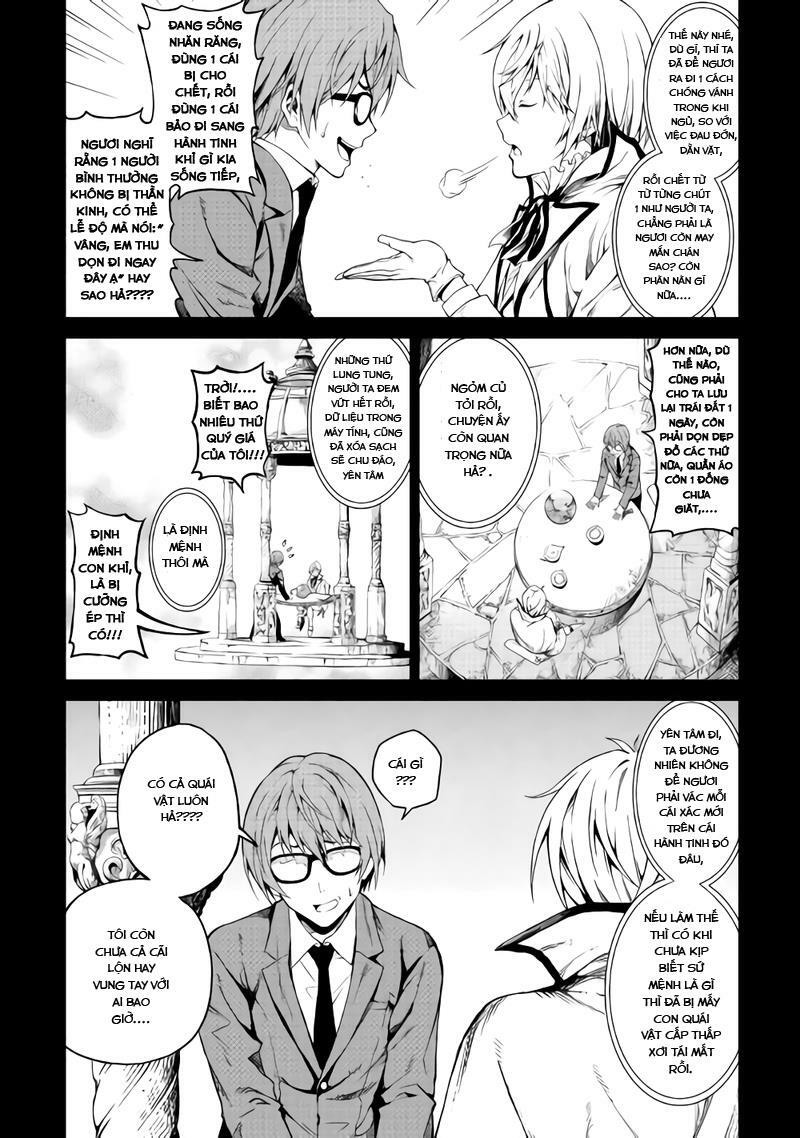 THẾ NÀY NHÉ,
DÙ GÌ, THÌ TA
ĐÃ ĐỂ NGƯƠI
RA ĐI 1 CÁCH
CHÓNG VÁNH
TRONG KHI
NGỦ, SO VỚI
VIỆC ĐAU ĐỚN,
DẰN VẶT,
RỒI CHẾT TỪ
TỪ TỪNG CHÚT
1 NHƯ NGƯỜI TA,
CHẲNG PHẢI LÀ
NGƯƠI CÒN MAY
MẮN CHÁN
SAO? CÒN
PHÀN NÀN GÌ
NỮA....
ĐANG SỐNG
NHĂN RĂNG,
ĐÙNG 1 CÁI
BỊ CHO
CHẾT, RỒI
ĐÙNG 1 CÁI
BẢO ĐI SANG
HÀNH TINH
KHỈ GÌ KIA
SỐNG TIẾP,
NGƯƠI NGHĨ
RẰNG 1 NGƯỜI
BÌNH THƯỜNG
KHÔNG BỊ THẦN
KINH, CÓ THỂ
LỄ ĐỘ MÀ NÓI:"
VÂNG, EM THU
DỌN ĐI NGAY
ĐÂY Ạ" HAY
SAO HẢ????
HƠN NỮA, DÙ
THẾ NÀO,
CŨNG PHẢI
CHO TA LƯU
LẠI TRÁI ĐẤT 1
NGÀY, CÒN
PHẢI DỌN DẸP
ĐỒ CÁC THỨ
NỮA, QUẦN ÁO
CÒN 1 ĐỐNG
CHƯA
GIẶT,....
NGỎM CỦ
TỎI RỒI,
CHUYỆN ẤY
CÒN QUAN
TRỌNG NỮA
HẢ? .
NHỮNG THỨ
LUNG TUNG,
NGƯỜI TA ĐEM
VỨT HẾT RỒI,
DỮ LIỆU TRONG
MÁY TÍNH, CŨNG
ĐÃ XÓA SẠCH
SẼ CHU ĐÁO,
YÊN TÂM
TRỜI!....
BIẾT BAO
NHIÊU THỨ
QUÝ GIÁ
CỦA TÔI!!!
LÀ ĐỊNH
MỆNH
THÔI MÀ
ĐỊNH
MỆNH
CON KHỈ,
LÀ BỊ
CƯỠNG
ÉP THÌ
CÓ!!!
YÊN TÂM ĐI,
TA ĐƯƠNG
NHIÊN KHÔNG
ĐỂ NGƯƠI
PHẢI VÁC MỖI
CÁI XÁC MỚI
TRÊN CÁI
HÀNH TINH ĐÓ
ĐÂU,
NẾU LÀM THẾ
THÌ CÓ KHI
CHƯA KỊP
BIẾT SỨ
MỆNH LÀ GÌ
THÌ ĐÃ BỊ MẤY
CON QUÁI
VẬT CẤP THẤP
XƠI TÁI MẤT
RỒI.
CÁI GÌ
???
CÓ CẢ QUÁI
VẬT LUÔN
HẢ????
TÔI CÒN
CHƯA CẢ CÃI
LỘN HAY
VUNG TAY VỚI
AI BAO
GIỜ....